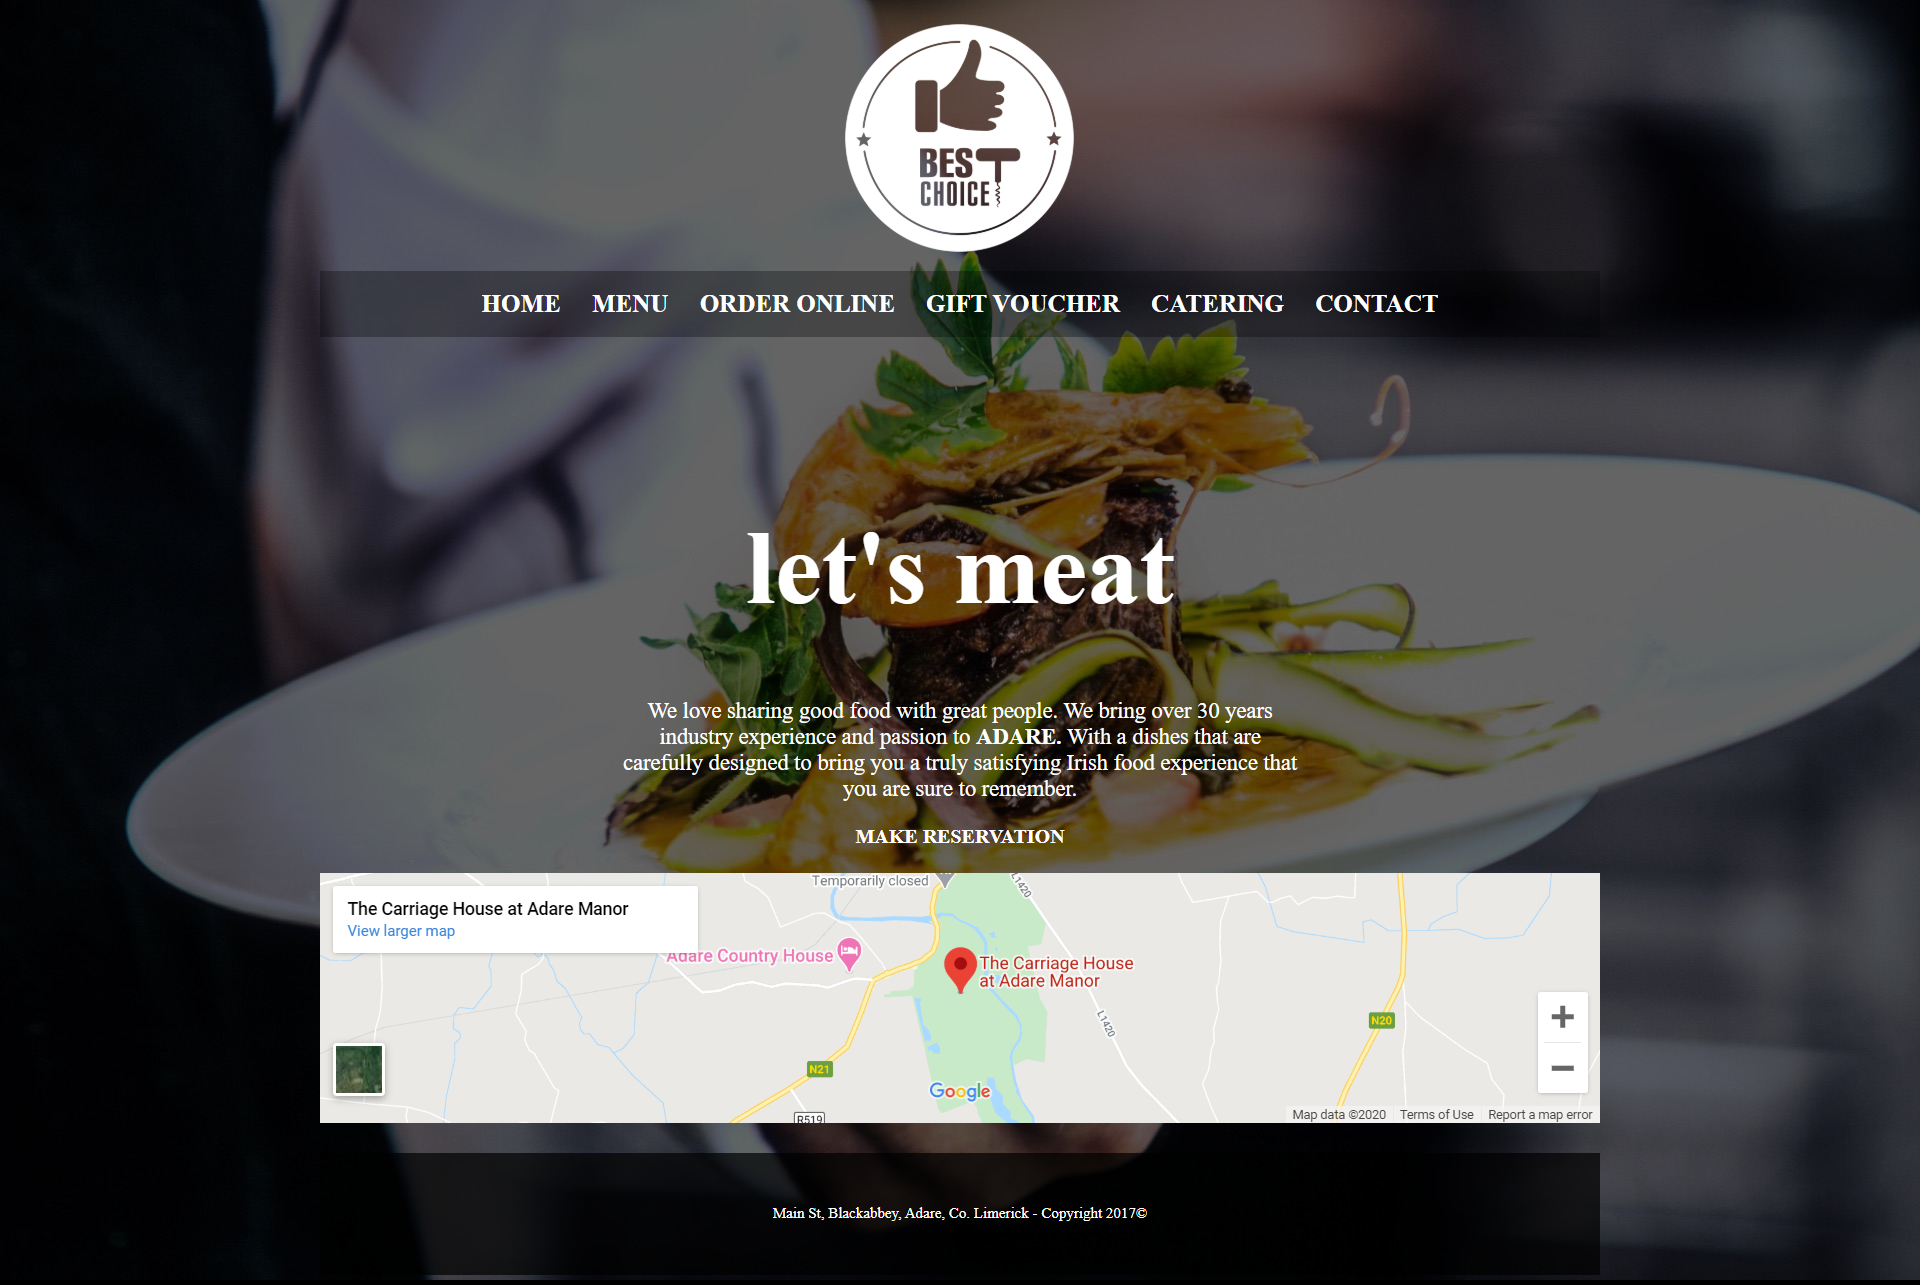 BEST
CHOICE
HOME MENU ORDER ONLINE GIFT VOUCHER CATERING CONTACT
let's meat
We love sharing good food with great people. We bring over 30 years
industry experience and passion to ADARE. With a dishes that are
carefully designed to bring you a truly satisfying Irish food experience that
you are sure to remember.
MAKE RESERVATION
The Carriage House at Adare Manor
View larger map
Temporarily closed
L1420
Adare Country House
The Carriage House
at Adare Manor
L1420
N20
N21
Google
R519
Map data ©2020 Terms of Use Report a map error
Main St, Blackabbey, Adare, Co. Limerick - Copyright 2017©